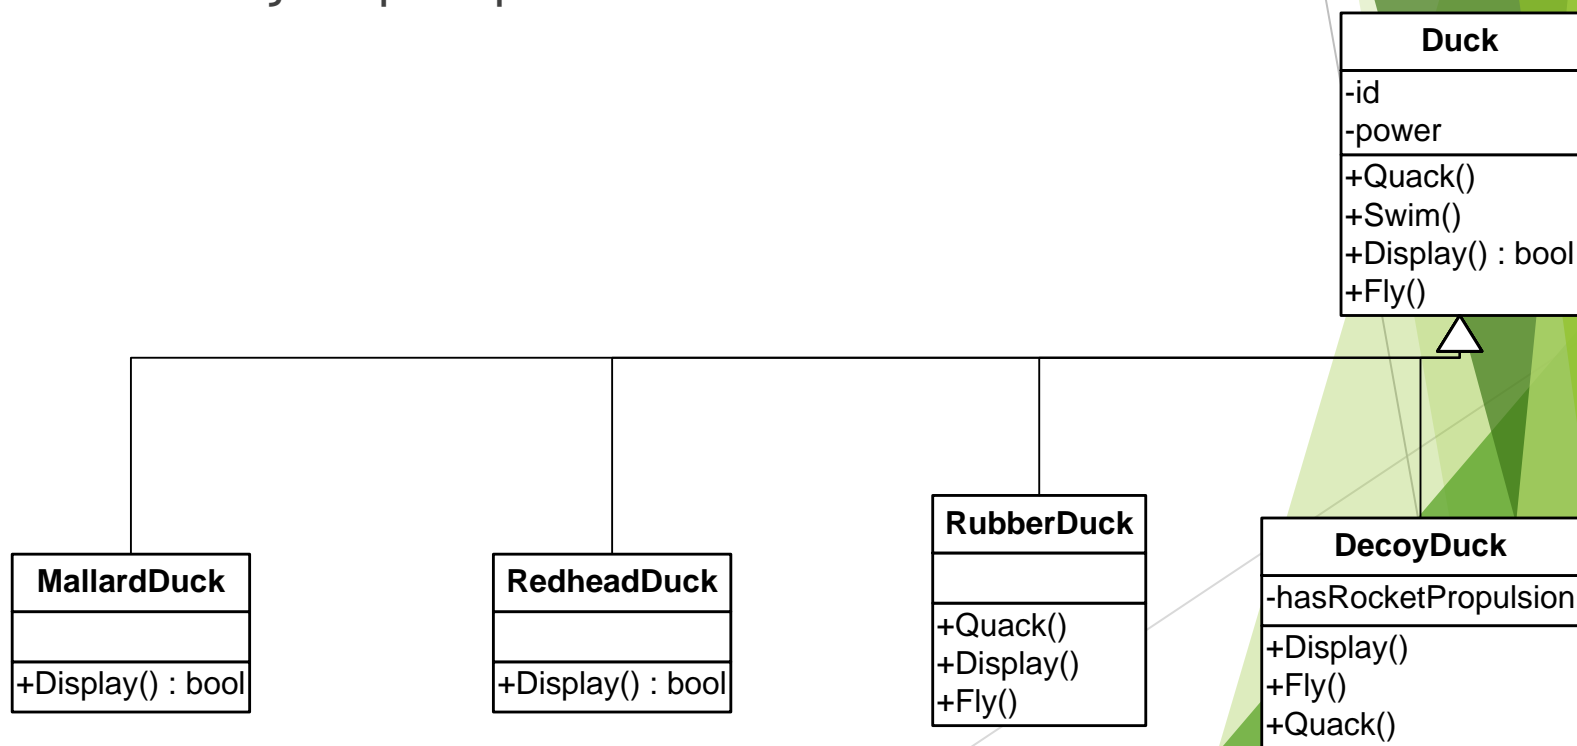 Duck
-id
-power
+Quack()
+Swim()
+Display() : bool
+Fly()
MallardDuck
+Display() : bool
RedheadDuck
+Display() : bool
RubberDuck
+Quack()
+Display()
+Fly()
DecoyDuck
-hasRocketPropulsion
+Display()
+Fly()
+Quack()